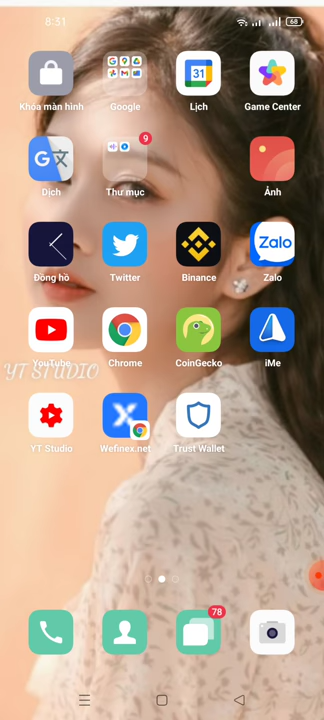 8:31
68
Khóa màn hình
Google
31
Lịch
Game Center
G
Dịch
9
Thư mục
Ảnh
Đồng hồ
Twitter
Binance
Zalo
Zalo
YouTube
Chrome
CoinGecko
iMe
YT STUDIO
YT Studio
Wefinex.net
Trust Wallet
78